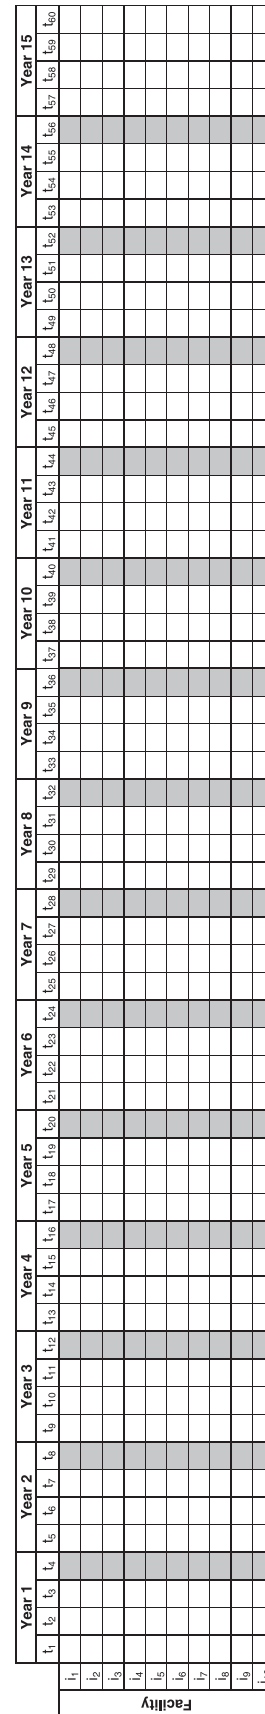 Year 1 Year 2 Year 3 Year 4 Year 5 Year 6 Year 7 Year 8 Year 9 Year 10 Year 11 Year 12 Year 13 Year 14 Year 15
t₁ t₂ t₃ t₄ t₅ t₆ t₇ t₈ t₉ t₁₀ t₁₁ t₁₂ t₁₃ t₁₄ t₁₅ t₁₆ t₁₇ t₁₈ t₁₉ t₂₀ t₂₁ t₂₂ t₂₃ t₂₄ t₂₅ t₂₆ t₂₇ t₂₈ t₂₉ t₃₀ t₃₁ t₃₂ t₃₃ t₃₄ t₃₅ t₃₆ t₃₇ t₃₈ t₃₉ t₄₀ t₄₁ t₄₂ t₄₃ t₄₄ t₄₅ t₄₆ t₄₇ t₄₈ t₄₉ t₅₀ t₅₁ t₅₂ t₅₃ t₅₄ t₅₅ t₅₆ t₅₇ t₅₈ t₅₉ t₆₀
Facility
i₁
i₂
i₃
i₄
i₅
i₆
i₇
i₈
i₉